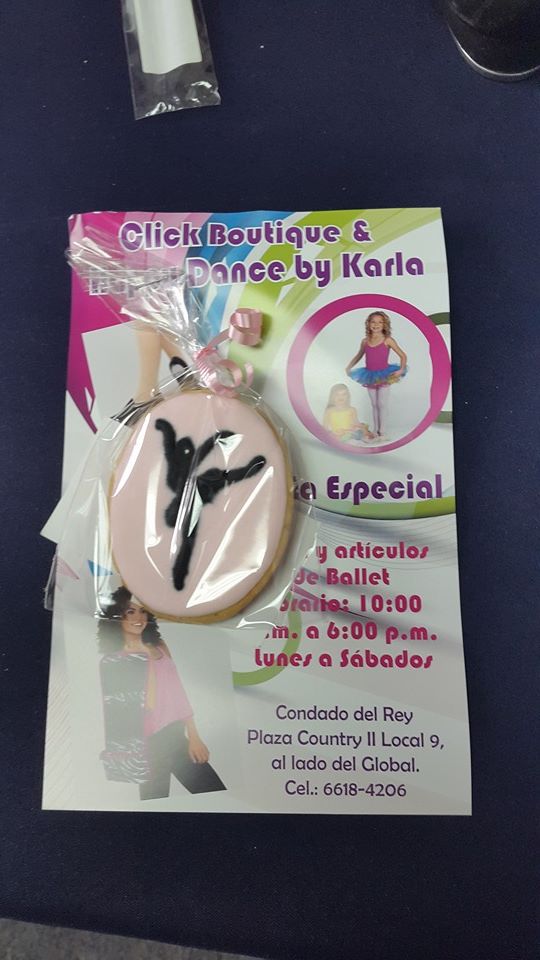 Click Boutique &
Dance by Karla
Especial
y artículos
de Ballet
10:00
a 6:00 p.m.
Lunes a Sábados
Condado del Rey
Plaza Country II Local 9,
al lado del Global.
Cel.: 6618-4206